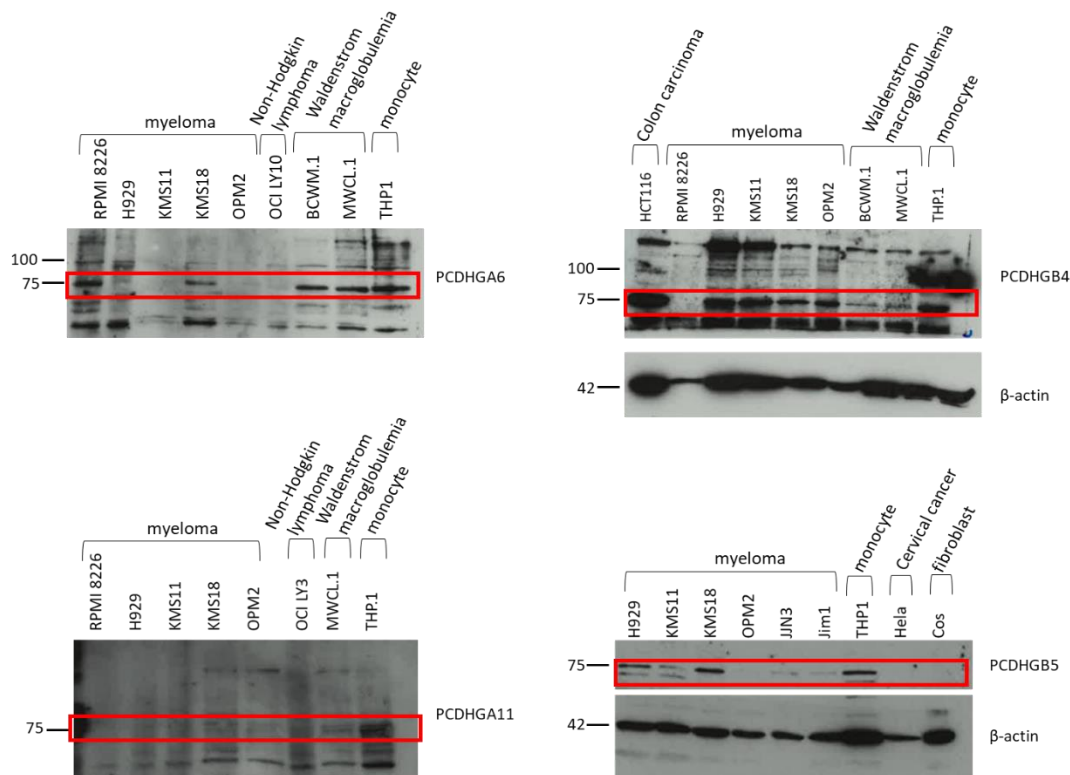 Non-Hodgkin
lymphoma
Waldenstrom
macroglobulemia
monocyte
myeloma
RPMI 8226
H929
KMS11
KMS18
OPM2
OCI LY10
BCWM.1
MWCL.1
THP1
100
75
PCDHGA6
Colon carcinoma
myeloma
Waldenstrom
macroglobulemia
monocyte
HCT116
RPMI 8226
H929
KMS11
KMS18
OPM2
BCWM.1
MWCL.1
THP.1
100
75
PCDHGB4
42
β-actin
Non-Hodgkin
lymphoma
Waldenstrom
macroglobulemia
monocyte
myeloma
RPMI 8226
H929
KMS11
KMS18
OPM2
OCI LY3
MWCL.1
THP.1
75
PCDHGA11
myeloma
monocyte
Cervical cancer
fibroblast
H929
KMS11
KMS18
OPM2
JJN3
Jim1
THP1
Hela
Cos
75
PCDHGB5
42
β-actin